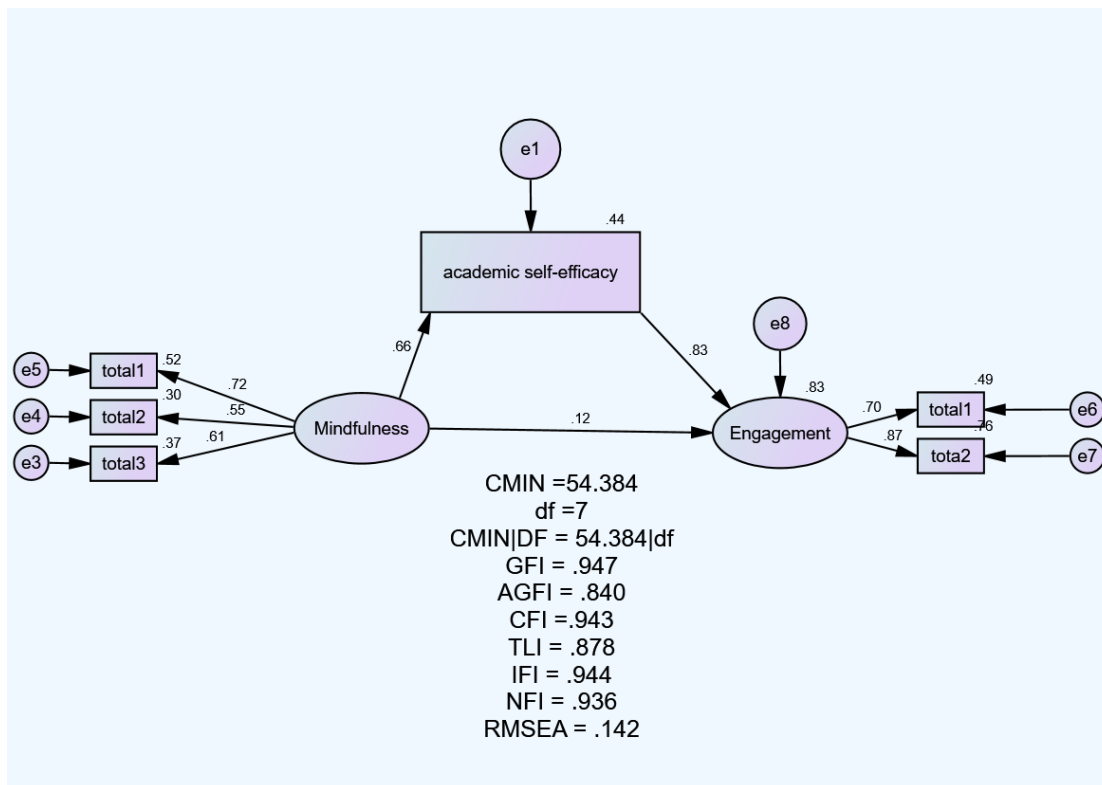 e1
.44
academic self-efficacy
e8
.66
.83
.83
e5
total1
.52
.72
e4
total2
.30
.55
e3
total3
.37
.61
Mindfulness
.12
Engagement
.70
.87
.49
total1
e6
.76
tota2
e7
CMIN =54.384
df =7
CMIN|DF = 54.384|df
GFI = .947
AGFI = .840
CFI =.943
TLI = .878
IFI = .944
NFI = .936
RMSEA = .142